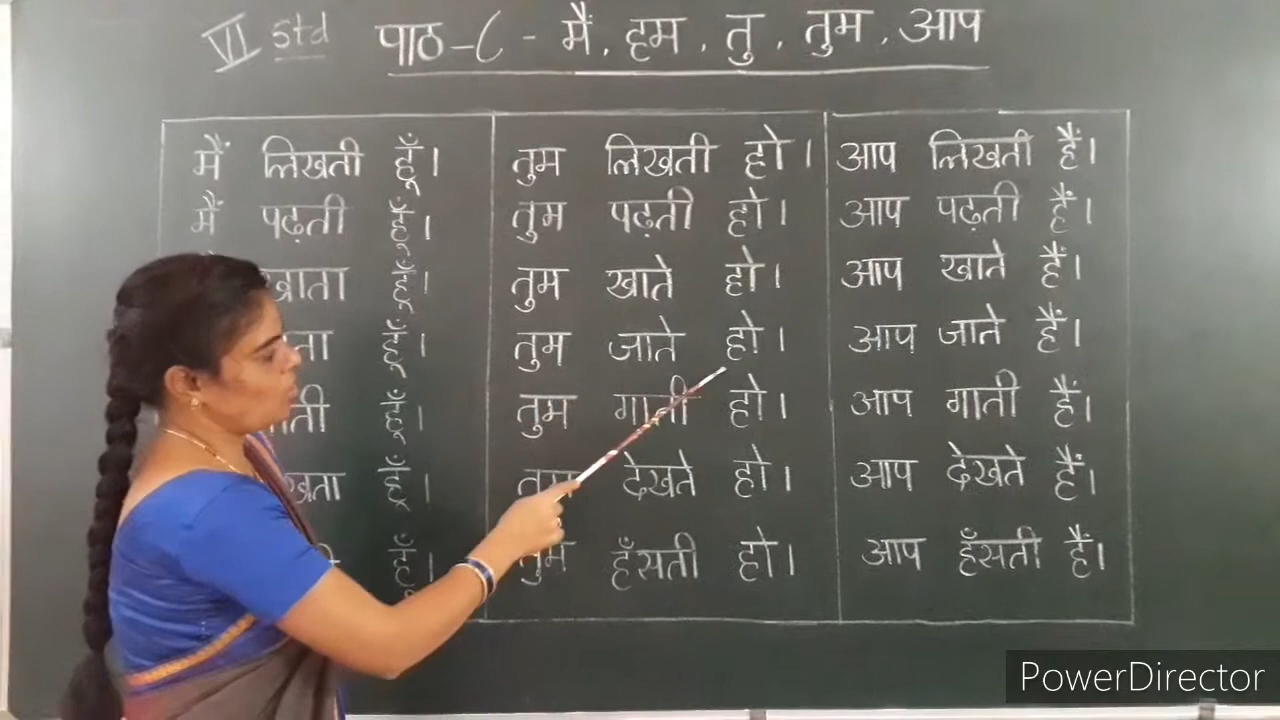 VI Std पाठ-८ - मैं, हम, तु, तुम, आप
मैं लिखती हूँ। तुम लिखती हो। आप लिखती हैं।
मैं पढ़ती हूँ। तुम पढ़ती हो। आप पढ़ती हैं।
खाता हूँ। तुम खाते हो। आप खाते हैं।
हूँ। तुम जाते हो। आप जाते हैं।
हूँ। तुम गाती हो। आप गाती हैं।
हूँ। तुम देखते हो। आप देखते हैं।
हूँ। तुम हँसती हो। आप हँसती हैं।
PowerDirector